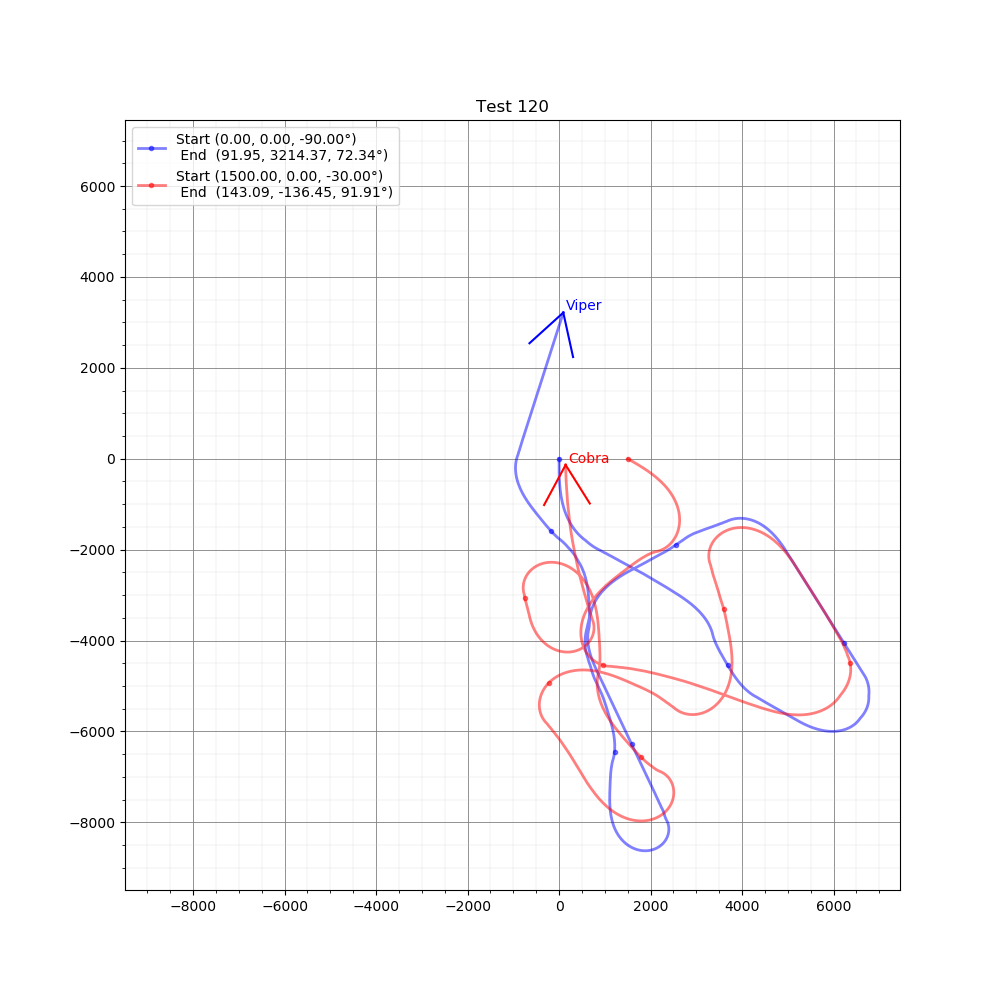 Test 120
Start (0.00, 0.00, -90.00°)
End (91.95, 3214.37, 72.34°)
Start (1500.00, 0.00, -30.00°)
End (143.09, -136.45, 91.91°)
6000
4000
Viper
2000
0
Cobra
−2000
−4000
−6000
−8000
−8000 −6000 −4000 −2000 0 2000 4000 6000